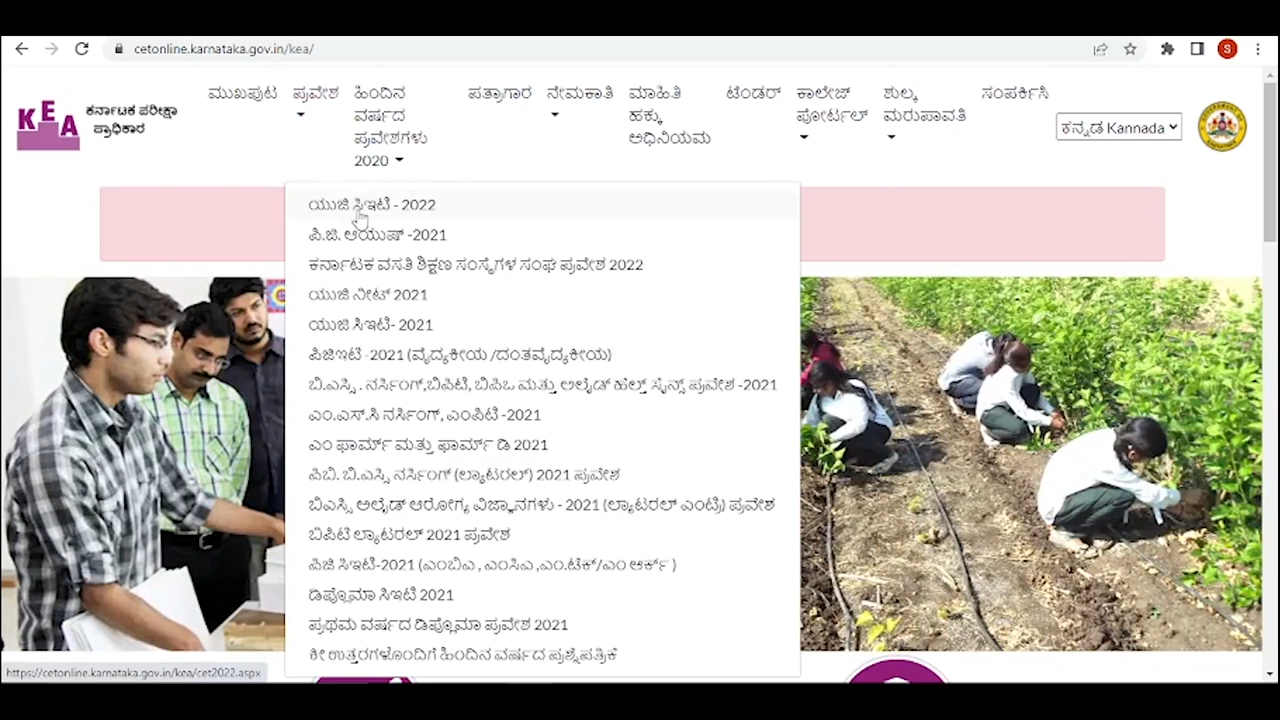 cetonline.karnataka.gov.in/kea/
S
KEA
ಕರ್ನಾಟಕ ಪರೀಕ್ಷಾ
ಪ್ರಾಧಿಕಾರ
ಮುಖಪುಟ
ಪ್ರವೇಶ
ಹಿಂದಿನ
ವರ್ಷದ
ಪ್ರವೇಶಗಳು
2020
ಪತ್ರಾಗಾರ
ನೇಮಕಾತಿ
ಮಾಹಿತಿ
ಹಕ್ಕು
ಅಧಿನಿಯಮ
ಟೆಂಡರ್
ಕಾಲೇಜ್
ಪೋರ್ಟಲ್
ಶುಲ್ಕ
ಮರುಪಾವತಿ
ಸಂಪರ್ಕಿಸಿ
ಕನ್ನಡ Kannada
ಯುಜಿ ಸಿಇಟಿ - 2022
ಪಿ.ಜಿ. ಆಯುಷ್ -2021
ಕರ್ನಾಟಕ ವಸತಿ ಶಿಕ್ಷಣ ಸಂಸ್ಥೆಗಳ ಸಂಘ ಪ್ರವೇಶ 2022
ಯುಜಿ ನೀಟ್ 2021
ಯುಜಿ ಸಿಇಟಿ- 2021
ಪಿಜಿಇಟಿ -2021 (ವೈದ್ಯಕೀಯ /ದಂತವೈದ್ಯಕೀಯ)
ಬಿ.ಎಸ್ಸಿ . ನರ್ಸಿಂಗ್,ಬಿಪಿಟಿ, ಬಿಪಿಒ ಮತ್ತು ಅಲೈಡ್ ಹೆಲ್ತ್ ಸೈನ್ಸ್ ಪ್ರವೇಶ -2021
ಎಂ.ಎಸ್.ಸಿ ನರ್ಸಿಂಗ್, ಎಂಪಿಟಿ -2021
ಎಂ ಫಾರ್ಮ್ ಮತ್ತು ಫಾರ್ಮ್ ಡಿ 2021
ಪಿಬಿ. ಬಿ.ಎಸ್ಸಿ ನರ್ಸಿಂಗ್ (ಲ್ಯಾಟರಲ್) 2021 ಪ್ರವೇಶ
ಬಿಎಸ್ಸಿ ಅಲೈಡ್ ಆರೋಗ್ಯ ವಿಜ್ಞಾನಗಳು - 2021 (ಲ್ಯಾಟರಲ್ ಎಂಟ್ರಿ) ಪ್ರವೇಶ
ಬಿಪಿಟಿ ಲ್ಯಾಟರಲ್ 2021 ಪ್ರವೇಶ
ಪಿಜಿ ಸಿಇಟಿ-2021 (ಎಂಬಿಎ , ಎಂಸಿಎ ,ಎಂ.ಟೆಕ್/ಎಂ ಆರ್ಕ್ )
ಡಿಪ್ಲೊಮಾ ಸಿಇಟಿ 2021
ಪ್ರಥಮ ವರ್ಷದ ಡಿಪ್ಲೊಮಾ ಪ್ರವೇಶ 2021
ಕೀ ಉತ್ತರಗಳೊಂದಿಗೆ ಹಿಂದಿನ ವರ್ಷದ ಪ್ರಶ್ನೆಪತ್ರಿಕೆ
https://cetonline.karnataka.gov.in/kea/cet2022.aspx